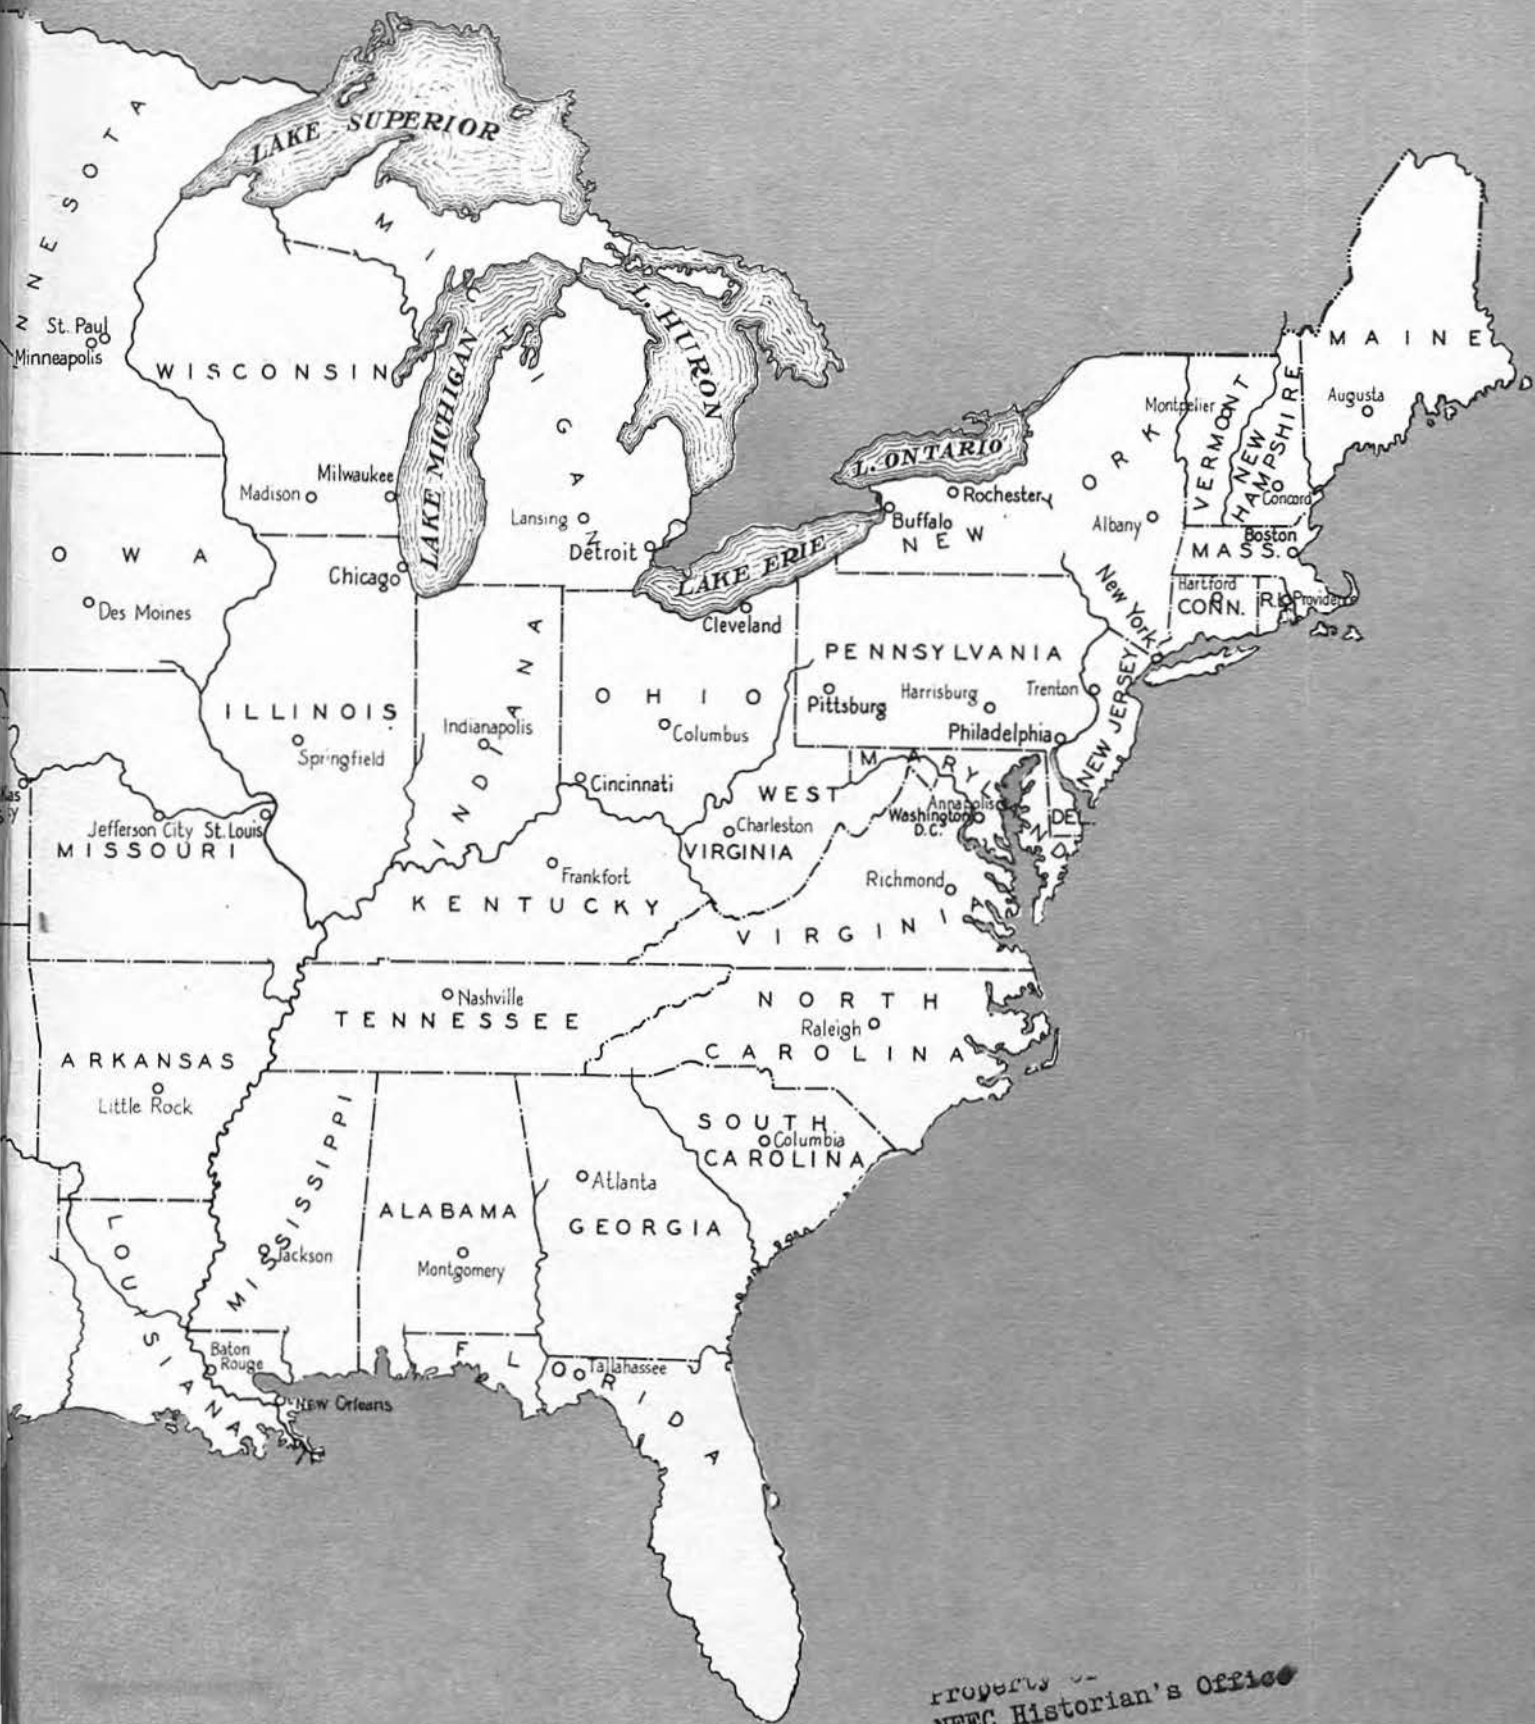 LAKE SUPERIOR
MICHIGAN
L. HURON
LAKE MICHIGAN
St. Paul
Minneapolis
WISCONSIN
MAINE
Augusta
Montpelier
VERMONT
NEW HAMPSHIRE
Concord
L. ONTARIO
Rochester
NEW YORK
Buffalo
Albany
Milwaukee
Madison
Lansing
Detroit
LAKE ERIE
Boston
MASS.
Hartford
CONN.
R.I.
Providence
Chicago
Des Moines
Cleveland
New York
PENNSYLVANIA
Pittsburg
Harrisburg
Trenton
Philadelphia
NEW JERSEY
ILLINOIS
Springfield
INDIANA
Indianapolis
OHIO
Columbus
Cincinnati
MARYLAND
Annapolis
Washington
D.C.
DEL.
WEST
VIRGINIA
Charleston
Jefferson City
St. Louis
MISSOURI
Frankfort
KENTUCKY
Richmond
VIRGINIA
Nashville
TENNESSEE
NORTH
Raleigh
CAROLINA
ARKANSAS
Little Rock
SOUTH
Columbia
CAROLINA
MISSISSIPPI
Jackson
ALABAMA
Montgomery
Atlanta
GEORGIA
LOUISIANA
Baton
Rouge
New Orleans
FLORIDA
Tallahassee
Property
Historian's Office